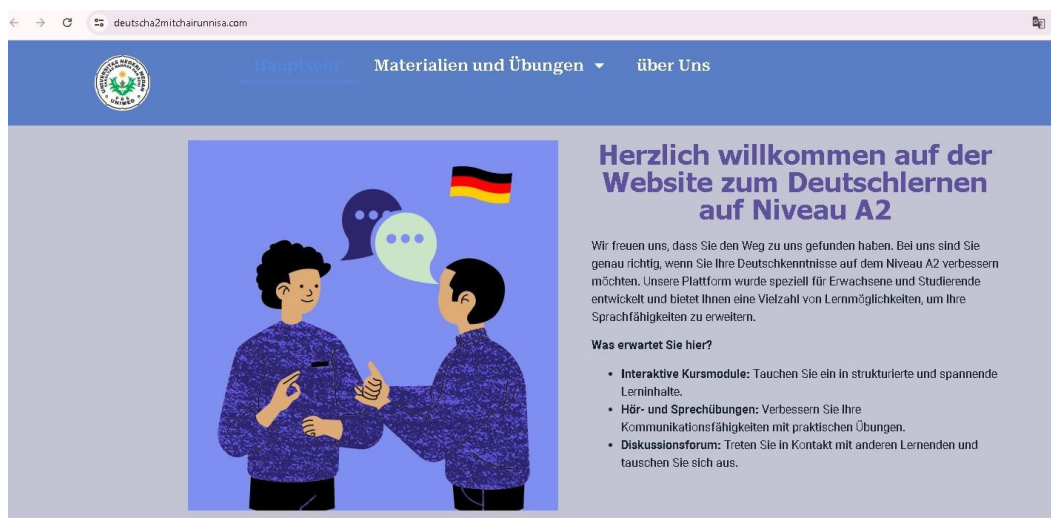 deutscha2mitchairunnisa.com
Hauptseite Materialien und Übungen über Uns
Herzlich willkommen auf der
Website zum Deutschlernen
auf Niveau A2
Wir freuen uns, dass Sie den Weg zu uns gefunden haben. Bei uns sind Sie
genau richtig, wenn Sie Ihre Deutschkenntnisse auf dem Niveau A2 verbessern
möchten. Unsere Plattform wurde speziell für Erwachsene und Studierende
entwickelt und bietet Ihnen eine Vielzahl von Lernmöglichkeiten, um Ihre
Sprachfähigkeiten zu erweitern.
Was erwartet Sie hier?
• Interaktive Kursmodule: Tauchen Sie ein in strukturierte und spannende
Lerninhalte.
• Hör- und Sprechübungen: Verbessern Sie Ihre
Kommunikationsfähigkeiten mit praktischen Übungen.
• Diskussionsforum: Treten Sie in Kontakt mit anderen Lernenden und
tauschen Sie sich aus.